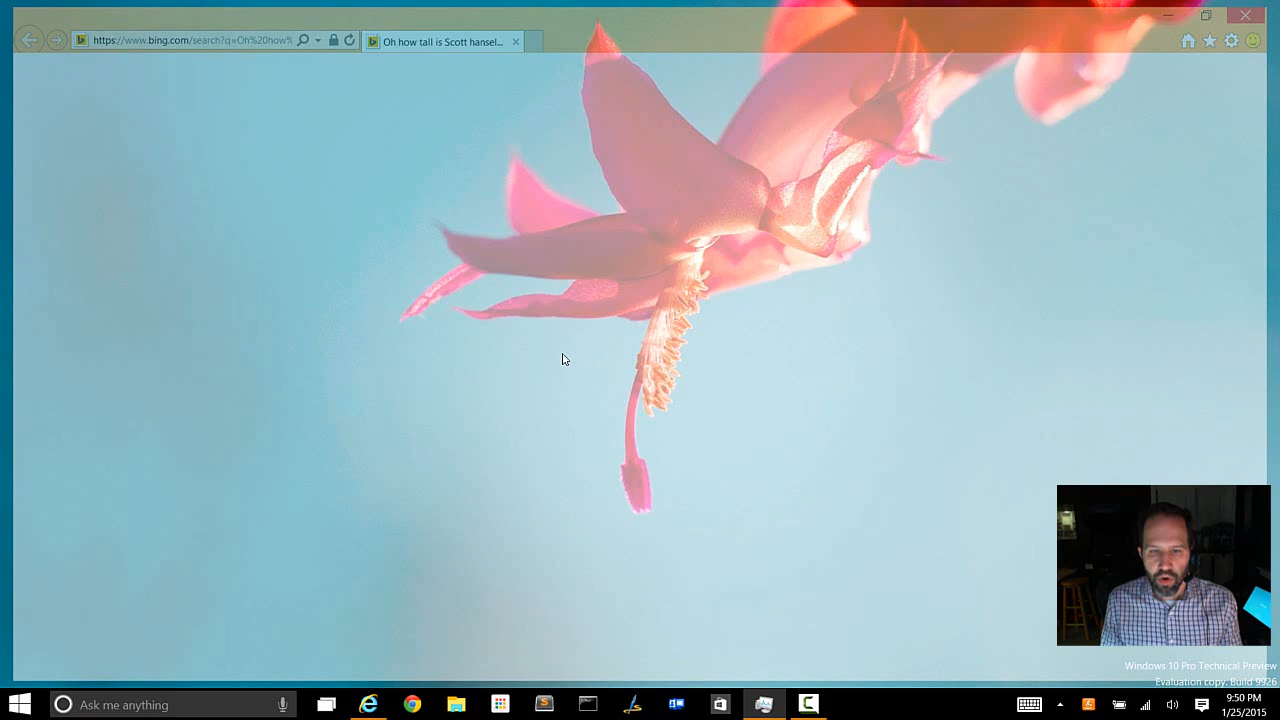 https://www.bing.com/search?q=Oh%20how%
Oh how tall is Scott hansel...
Windows 10 Pro Technical Preview
Evaluation copy. Build 9926
Ask me anything
9:50 PM
1/25/2015